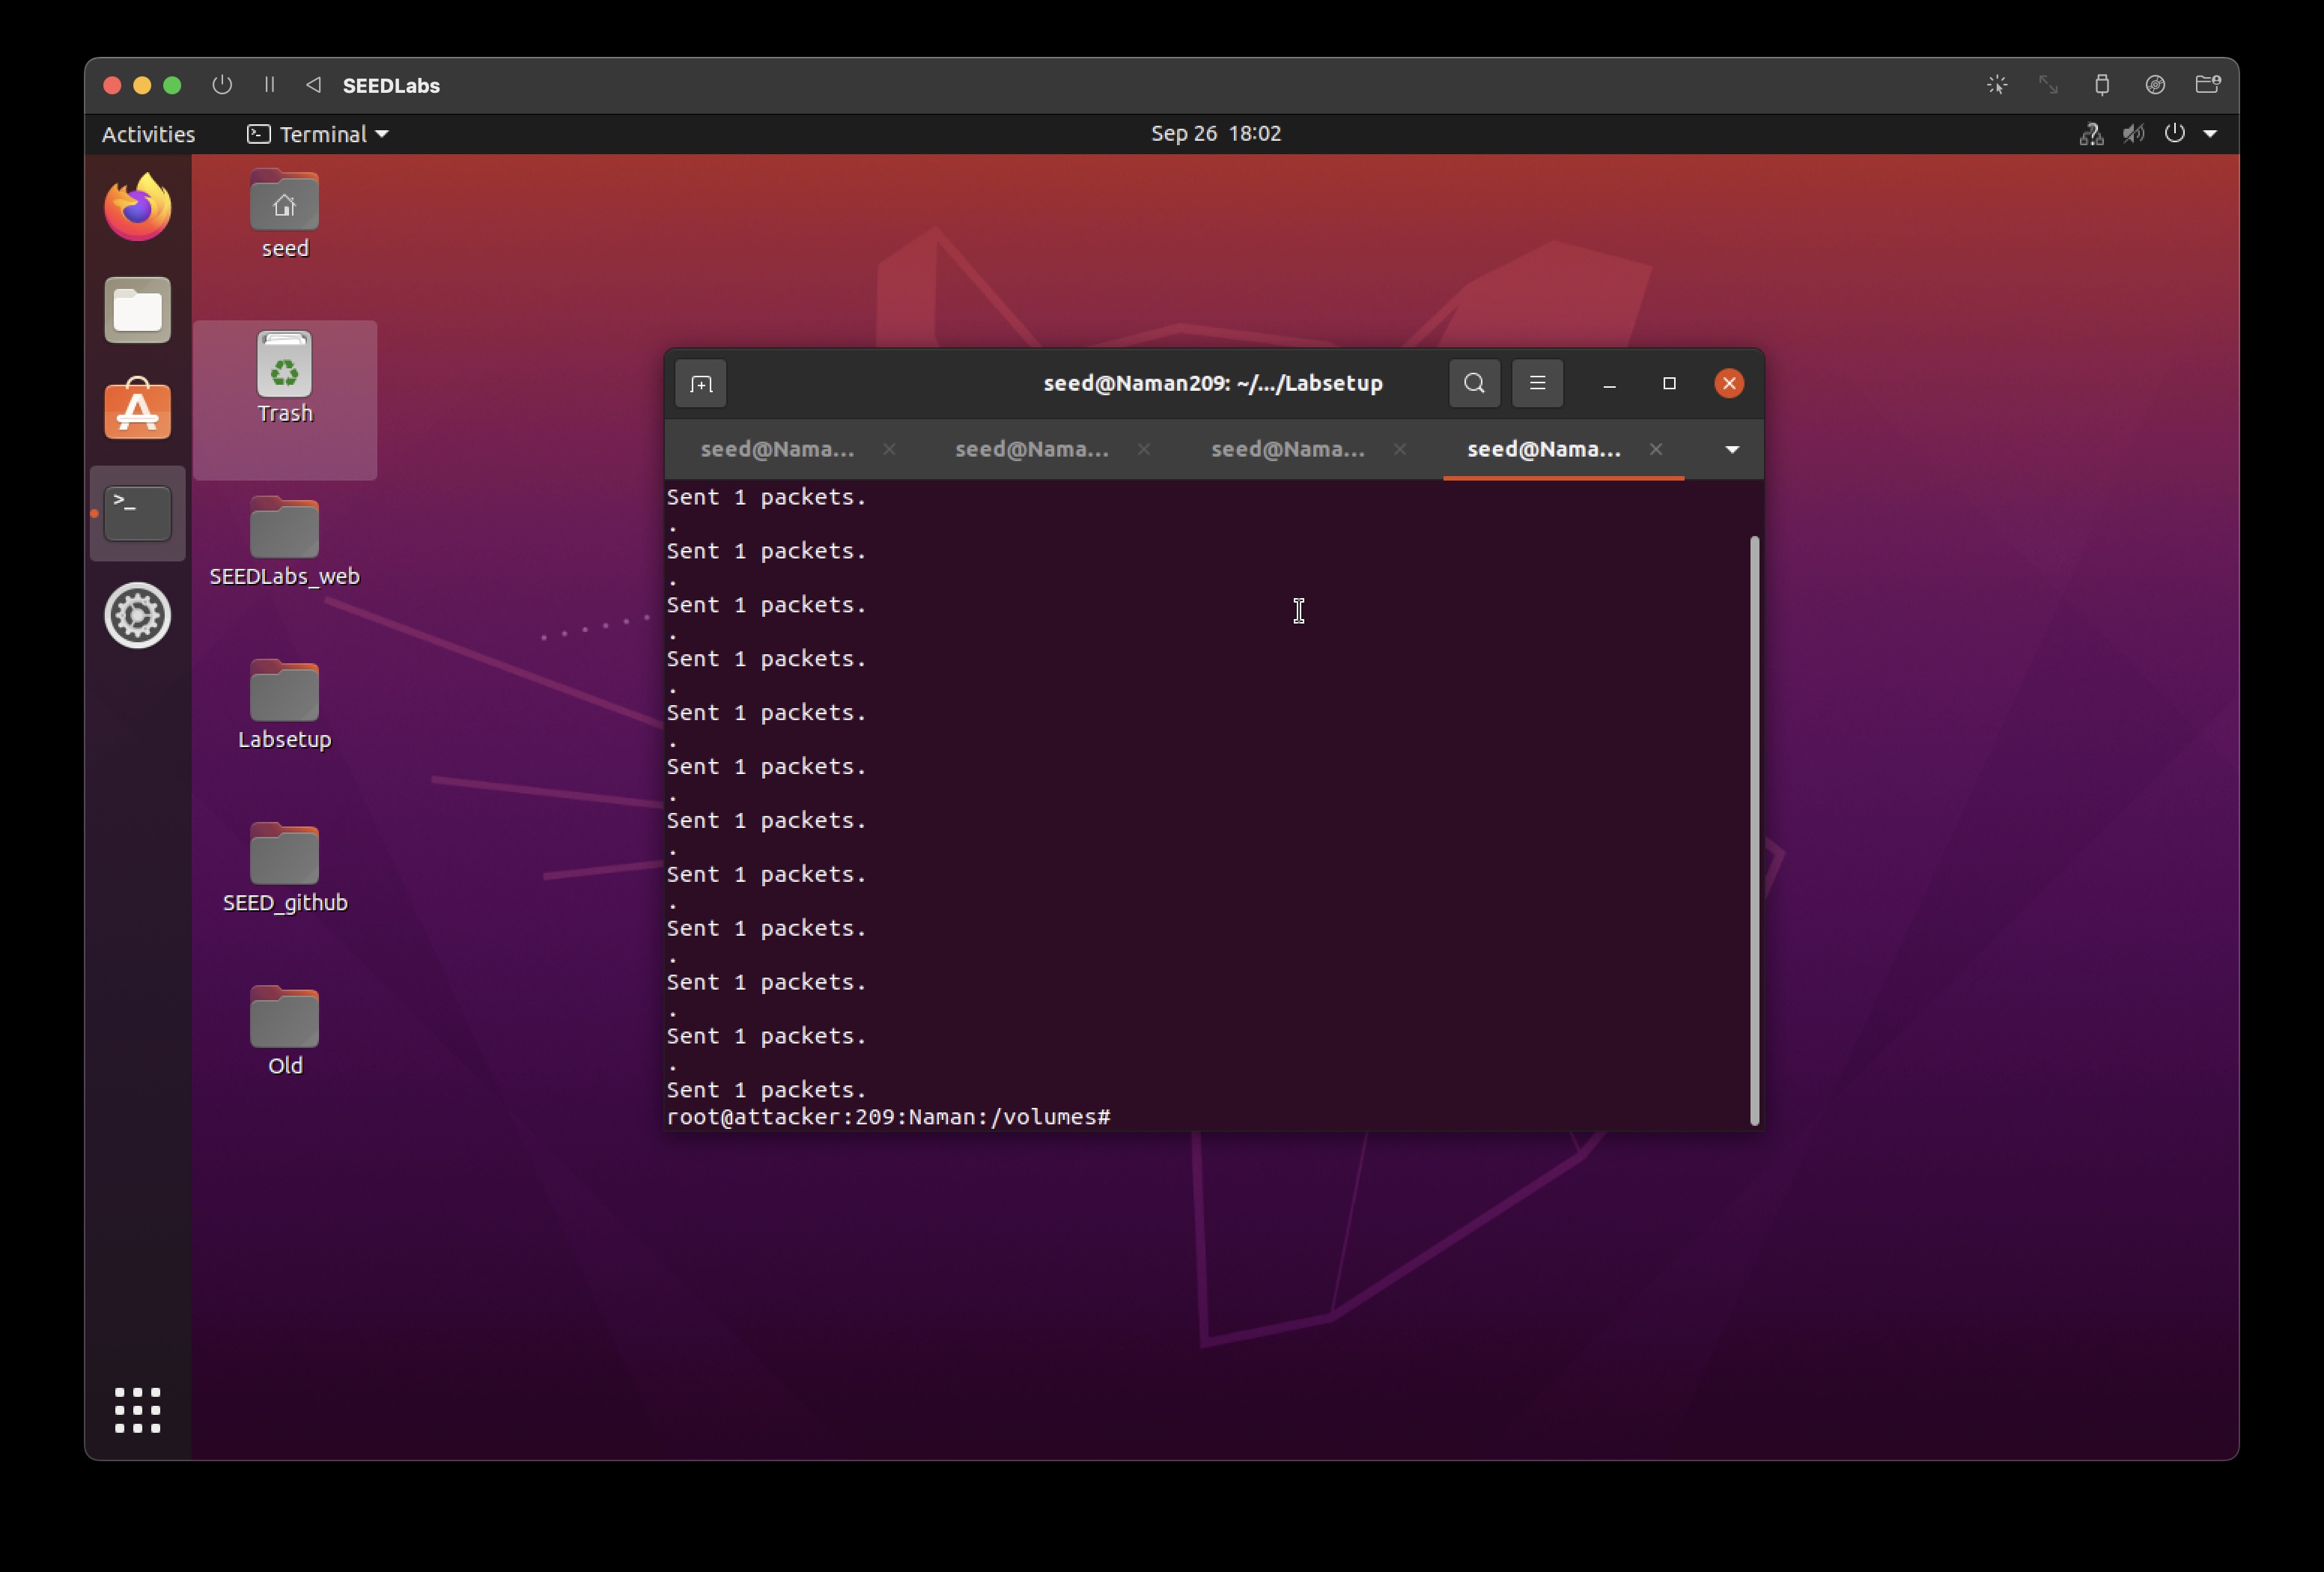 SEEDLabs
Activities
Terminal
Sep 26 18:02
seed
Trash
SEEDLabs_web
Labsetup
SEED_github
Old
seed@Naman209: ~/.../Labsetup
seed@Nama...
seed@Nama...
seed@Nama...
seed@Nama...
Sent 1 packets.
.
Sent 1 packets.
.
Sent 1 packets.
.
Sent 1 packets.
.
Sent 1 packets.
.
Sent 1 packets.
.
Sent 1 packets.
.
Sent 1 packets.
.
Sent 1 packets.
.
Sent 1 packets.
.
Sent 1 packets.
.
Sent 1 packets.
root@attacker:209:Naman:/volumes#